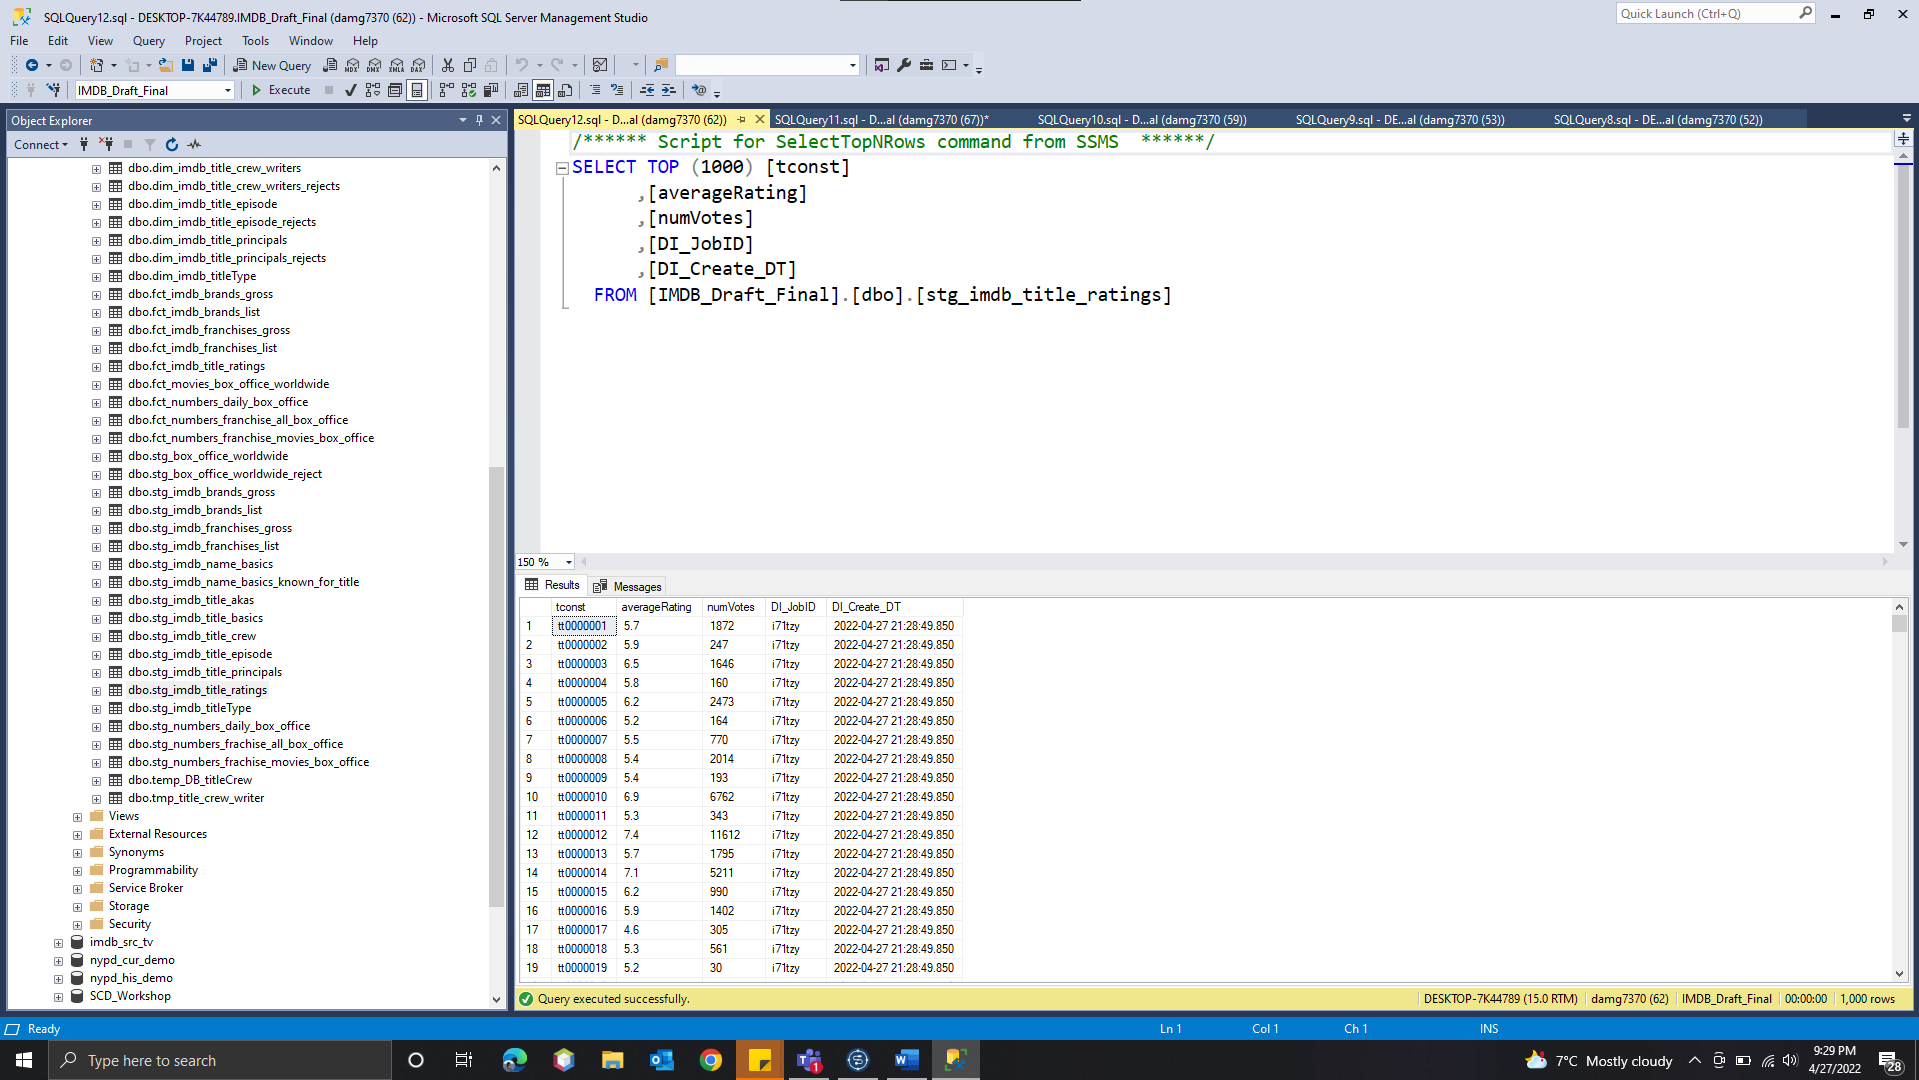 SQLQuery12.sql - DESKTOP-7K44789.IMDB_Draft_Final (damg7370 (62)) - Microsoft SQL Server Management Studio
Quick Launch (Ctrl+Q)
File Edit View Query Project Tools Window Help
New Query
MDX DMX XMLA DAX
IMDB_Draft_Final
Execute
Object Explorer
Connect
dbo.dim_imdb_title_crew_writers
dbo.dim_imdb_title_crew_writers_rejects
dbo.dim_imdb_title_episode
dbo.dim_imdb_title_episode_rejects
dbo.dim_imdb_title_principals
dbo.dim_imdb_title_principals_rejects
dbo.dim_imdb_titleType
dbo.fct_imdb_brands_gross
dbo.fct_imdb_brands_list
dbo.fct_imdb_franchises_gross
dbo.fct_imdb_franchises_list
dbo.fct_imdb_title_ratings
dbo.fct_movies_box_office_worldwide
dbo.fct_numbers_daily_box_office
dbo.fct_numbers_franchise_all_box_office
dbo.fct_numbers_franchise_movies_box_office
dbo.stg_box_office_worldwide
dbo.stg_box_office_worldwide_reject
dbo.stg_imdb_brands_gross
dbo.stg_imdb_brands_list
dbo.stg_imdb_franchises_gross
dbo.stg_imdb_franchises_list
dbo.stg_imdb_name_basics
dbo.stg_imdb_name_basics_known_for_title
dbo.stg_imdb_title_akas
dbo.stg_imdb_title_basics
dbo.stg_imdb_title_crew
dbo.stg_imdb_title_episode
dbo.stg_imdb_title_principals
dbo.stg_imdb_title_ratings
dbo.stg_imdb_titleType
dbo.stg_numbers_daily_box_office
dbo.stg_numbers_frachise_all_box_office
dbo.stg_numbers_frachise_movies_box_office
dbo.temp_DB_titleCrew
dbo.tmp_title_crew_writer
Views
External Resources
Synonyms
Programmability
Service Broker
Storage
Security
imdb_src_tv
nypd_cur_demo
nypd_his_demo
SCD_Workshop
SQLQuery12.sql - D...al (damg7370 (62)) SQLQuery11.sql - D...al (damg7370 (67))* SQLQuery10.sql - D...al (damg7370 (59)) SQLQuery9.sql - DE...al (damg7370 (53)) SQLQuery8.sql - DE...al (damg7370 (52))
/****** Script for SelectTopNRows command from SSMS ******/
SELECT TOP (1000) [tconst]
,[averageRating]
,[numVotes]
,[DI_JobID]
,[DI_Create_DT]
FROM [IMDB_Draft_Final].[dbo].[stg_imdb_title_ratings]
150 %
Results Messages
tconst averageRating numVotes DI_JobID DI_Create_DT
1 tt0000001 5.7 1872 i71tzy 2022-04-27 21:28:49.850
2 tt0000002 5.9 247 i71tzy 2022-04-27 21:28:49.850
3 tt0000003 6.5 1646 i71tzy 2022-04-27 21:28:49.850
4 tt0000004 5.8 160 i71tzy 2022-04-27 21:28:49.850
5 tt0000005 6.2 2473 i71tzy 2022-04-27 21:28:49.850
6 tt0000006 5.2 164 i71tzy 2022-04-27 21:28:49.850
7 tt0000007 5.5 770 i71tzy 2022-04-27 21:28:49.850
8 tt0000008 5.4 2014 i71tzy 2022-04-27 21:28:49.850
9 tt0000009 5.4 193 i71tzy 2022-04-27 21:28:49.850
10 tt0000010 6.9 6762 i71tzy 2022-04-27 21:28:49.850
11 tt0000011 5.3 343 i71tzy 2022-04-27 21:28:49.850
12 tt0000012 7.4 11612 i71tzy 2022-04-27 21:28:49.850
13 tt0000013 5.7 1795 i71tzy 2022-04-27 21:28:49.850
14 tt0000014 7.1 5211 i71tzy 2022-04-27 21:28:49.850
15 tt0000015 6.2 990 i71tzy 2022-04-27 21:28:49.850
16 tt0000016 5.9 1402 i71tzy 2022-04-27 21:28:49.850
17 tt0000017 4.6 305 i71tzy 2022-04-27 21:28:49.850
18 tt0000018 5.3 561 i71tzy 2022-04-27 21:28:49.850
19 tt0000019 5.2 30 i71tzy 2022-04-27 21:28:49.850
Query executed successfully. DESKTOP-7K44789 (15.0 RTM) damg7370 (62) IMDB_Draft_Final 00:00:00 1,000 rows
Ready Ln 1 Col 1 Ch 1 INS
Type here to search
7°C Mostly cloudy
9:29 PM
4/27/2022
28